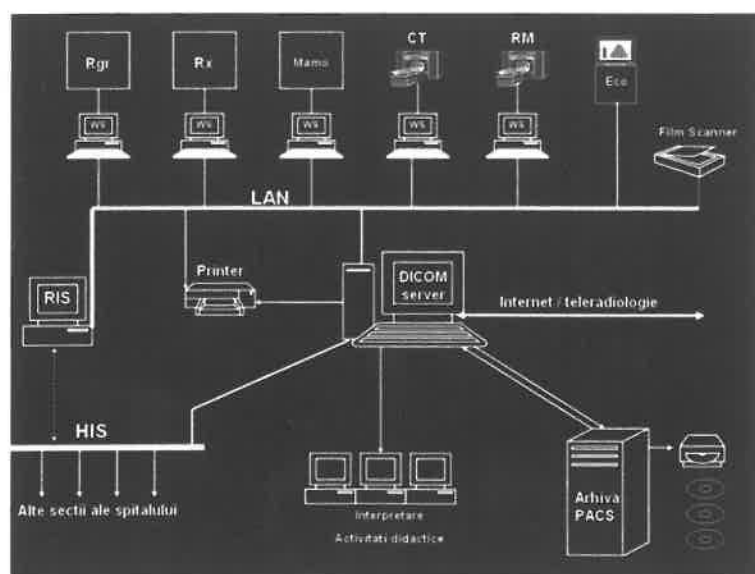 CT
RM
Rgr
Rx
Mamo
Eco
WS
WS
WS
WS
WS
Film Scanner
LAN
Printer
RIS
DICOM
server
Internet / teleradiologie
HIS
Alte sectii ale spitalului
Interpretare
Activitati didactice
Arhiva
PACS